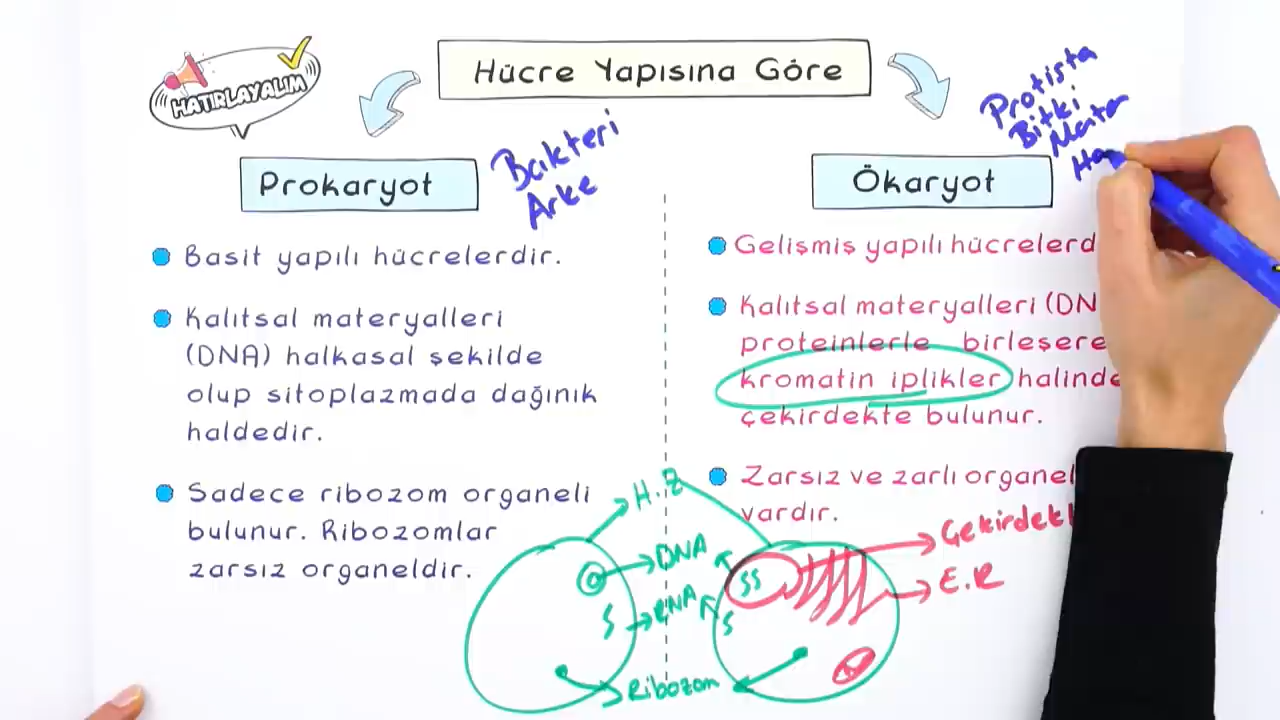 HATIRLAYALIM
Hücre Yapısına Göre
Prokaryot
Bakteri
Arke
Basit yapılı hücrelerdir.
Kalıtsal materyalleri
(DNA) halkasal şekilde
olup sitoplazmada dağınık
haldedir.
Sadece ribozom organeli
bulunur. Ribozomlar
zarsız organeldir.
Ökaryot
Protista
Bitki
Gelişmiş yapılı hücrelerd
Kalıtsal materyalleri (DN
proteinlerle birleşere
kromatin iplikler halinde
çekirdekte bulunur.
Zarsız ve zarlı organel
vardır.
H.Z
DNA
RNA
Ribozom
E.R